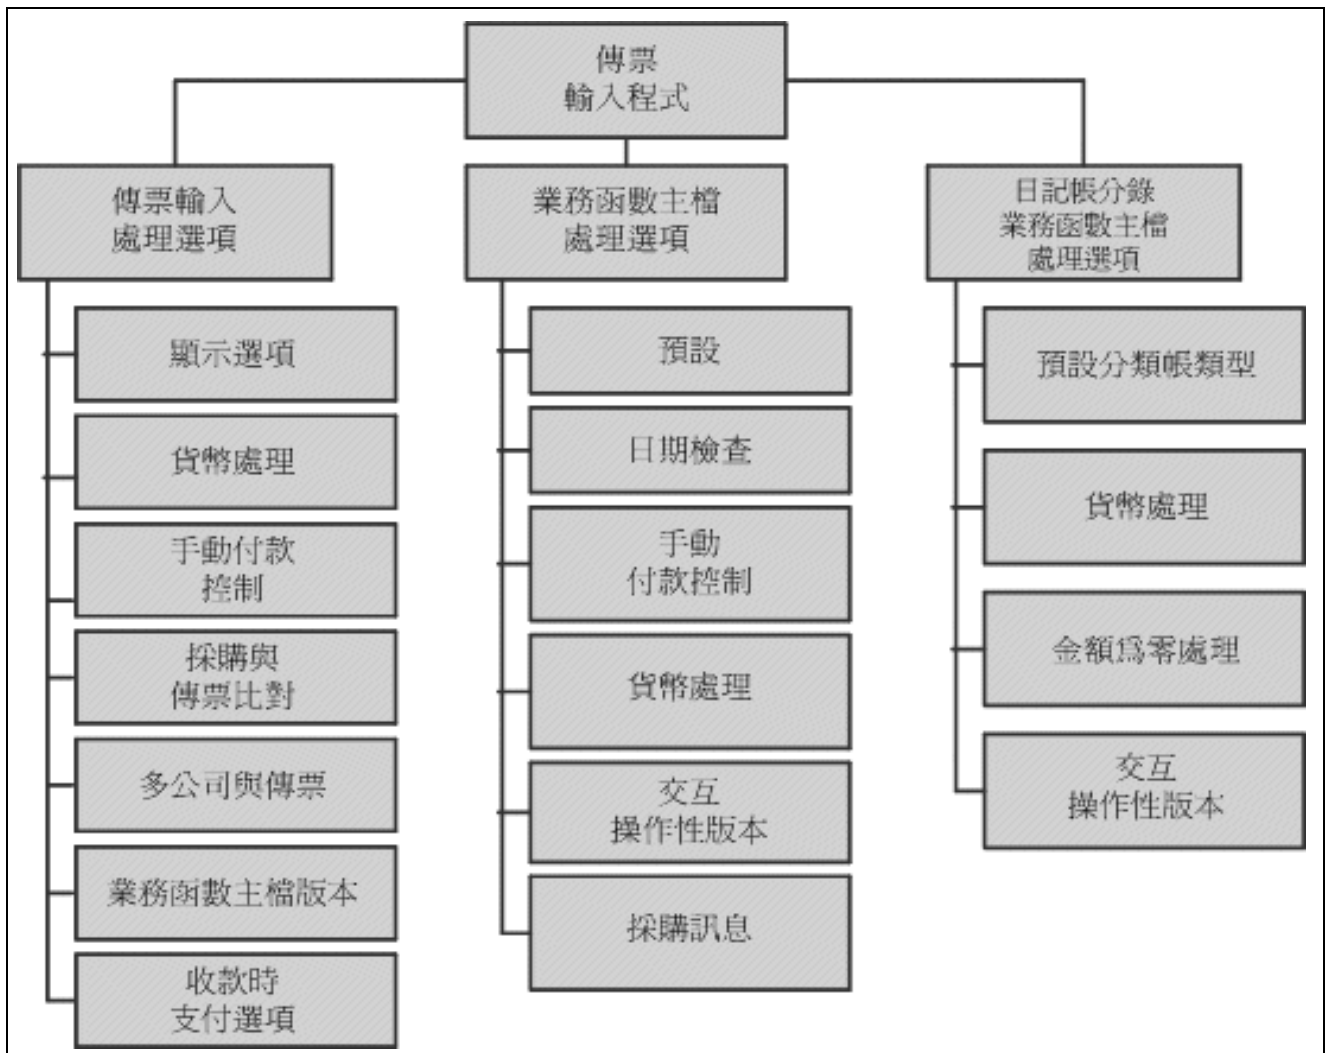 傳票
輸入程式
傳票輸入
處理選項
顯示選項
貨幣處理
手動付款
控制
採購與
傳票比對
多公司與傳票
業務函數主檔版本
收款時
支付選項
業務函數主檔
處理選項
預設
日期檢查
手動
付款控制
貨幣處理
交互
操作性版本
採購訊息
日記帳分錄
業務函數主檔
處理選項
預設分類帳類型
貨幣處理
金額為零處理
交互
操作性版本